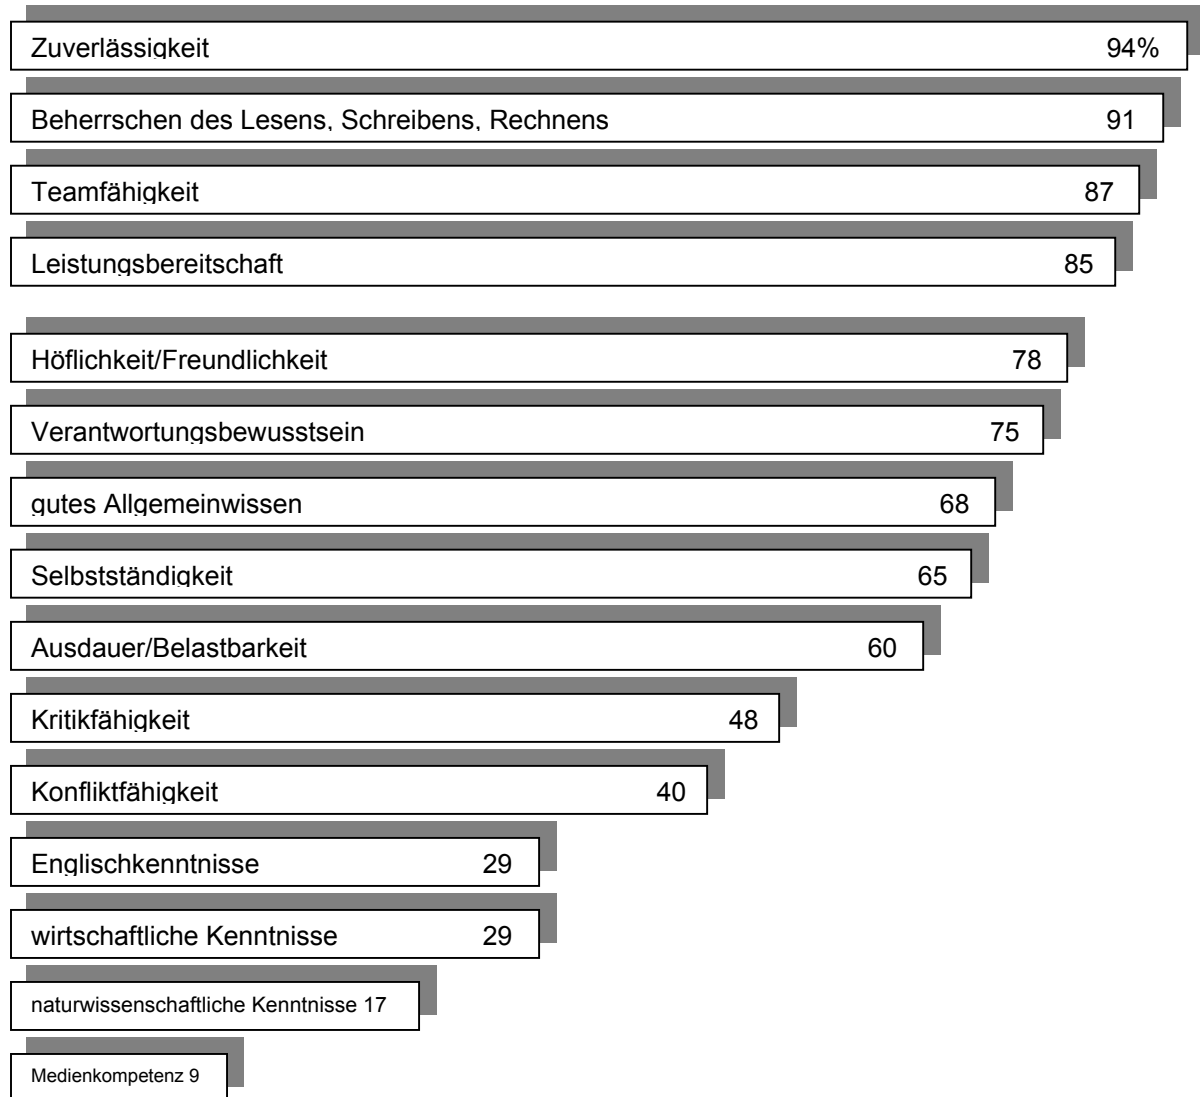 Zuverlässigkeit 94%
Beherrschen des Lesens, Schreibens, Rechnens 91
Teamfähigkeit 87
Leistungsbereitschaft 85
Höflichkeit/Freundlichkeit 78
Verantwortungsbewusstsein 75
gutes Allgemeinwissen 68
Selbstständigkeit 65
Ausdauer/Belastbarkeit 60
Kritikfähigkeit 48
Konfliktfähigkeit 40
Englischkenntnisse 29
wirtschaftliche Kenntnisse 29
naturwissenschaftliche Kenntnisse 17
Medienkompetenz 9